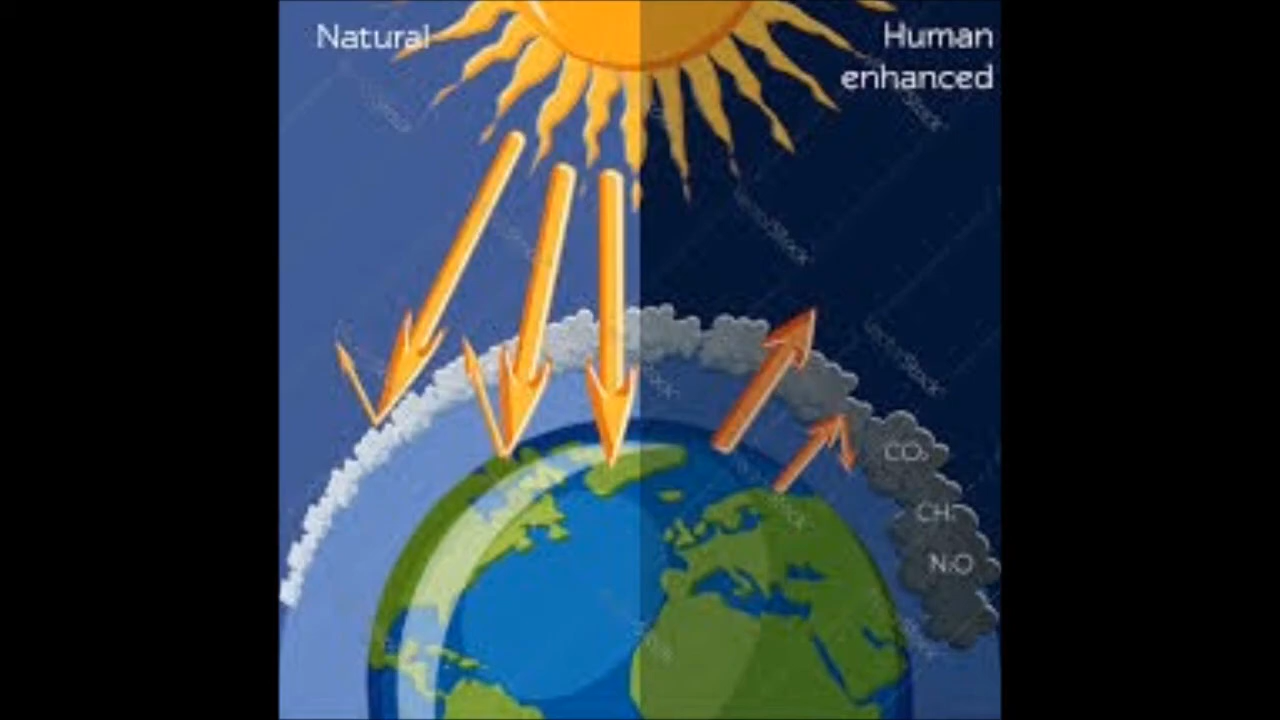 Natural
Human
enhanced
CO₂
CH₄
N₂O